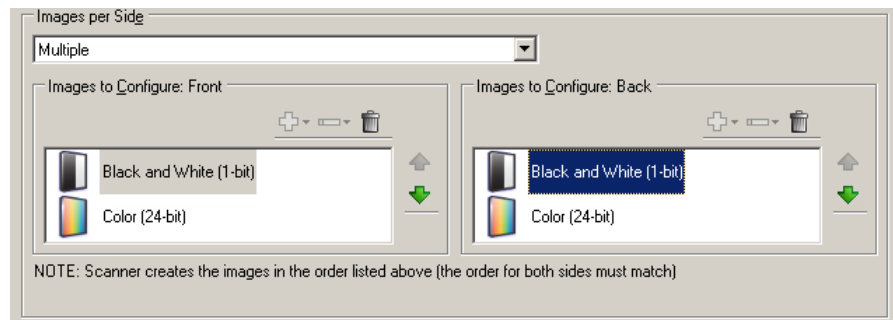 Images per Side
Multiple
Images to Configure: Front
Images to Configure: Back
Black and White (1-bit)
Color (24-bit)
Black and White (1-bit)
Color (24-bit)
NOTE: Scanner creates the images in the order listed above (the order for both sides must match)